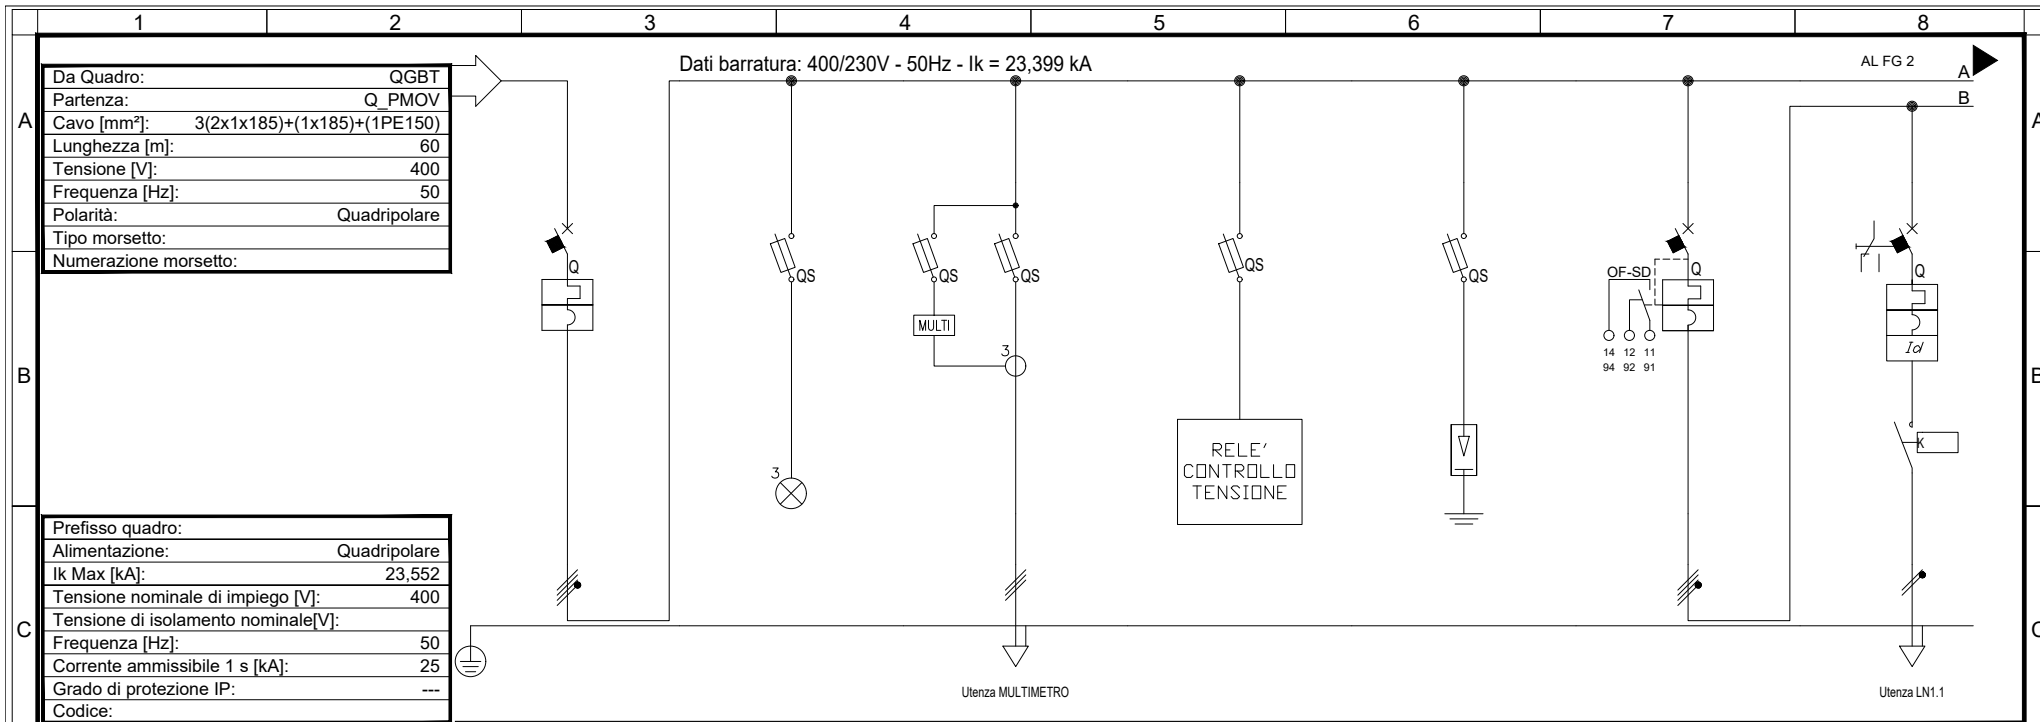 1 2 3 4 5 6 7 8
Dati barratura: 400/230V - 50Hz - Ik = 23,399 kA
AL FG 2
A
B
Da Quadro: QGBT
Partenza: Q_PMOV
Cavo [mm²]: 3(2x1x185)+(1x185)+(1PE150)
Lunghezza [m]: 60
Tensione [V]: 400
Frequenza [Hz]: 50
Polarità: Quadripolare
Tipo morsetto:
Numerazione morsetto:
A A
Q
QS
QS QS
QS
QS
OF-SD Q
Q
MULTI
3
14 12 11
94 92 91
Id
B B
K
RELE'
CONTROLLO
TENSIONE
3
Prefisso quadro:
Alimentazione: Quadripolare
Ik Max [kA]: 23,552
Tensione nominale di impiego [V]: 400
Tensione di isolamento nominale[V]:
Frequenza [Hz]: 50
Corrente ammissibile 1 s [kA]: 25
Grado di protezione IP: ---
Codice:
C C
Utenza MULTIMETRO
Utenza LN1.1